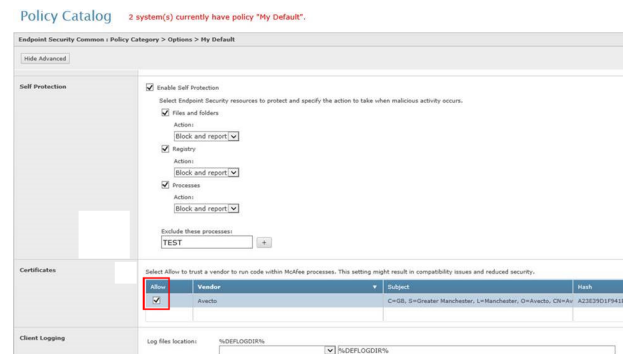 Policy Catalog 2 system(s) currently have policy "My Default".
Endpoint Security Common : Policy Category > Options > My Default
Hide Advanced
Self Protection
Enable Self Protection
Select Endpoint Security resources to protect and specify the action to take when malicious activity occurs.
Files and folders
Action:
Block and report
Registry
Action:
Block and report
Processes
Action:
Block and report
Exclude these processes:
TEST +
Certificates
Select Allow to trust a vendor to run code within McAfee processes. This setting might result in compatibility issues and reduced security.
Allow Vendor Subject Hash
Avecto C=GB, S=Greater Manchester, L=Manchester, O=Avecto, CN=Av
Client Logging
Log files location: %DEFLOGDIR%
%DEFLOGDIR%